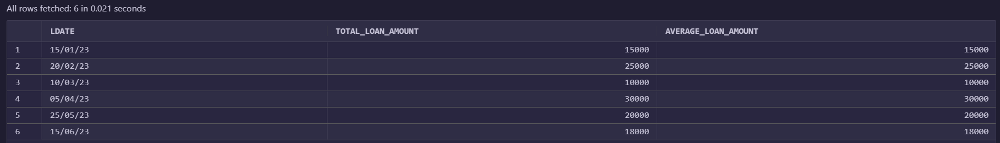 All rows fetched: 6 in 0.021 seconds
LDATE TOTAL_LOAN_AMOUNT AVERAGE_LOAN_AMOUNT
1 15/01/23 15000 15000
2 20/02/23 25000 25000
3 10/03/23 10000 10000
4 05/04/23 30000 30000
5 25/05/23 20000 20000
6 15/06/23 18000 18000